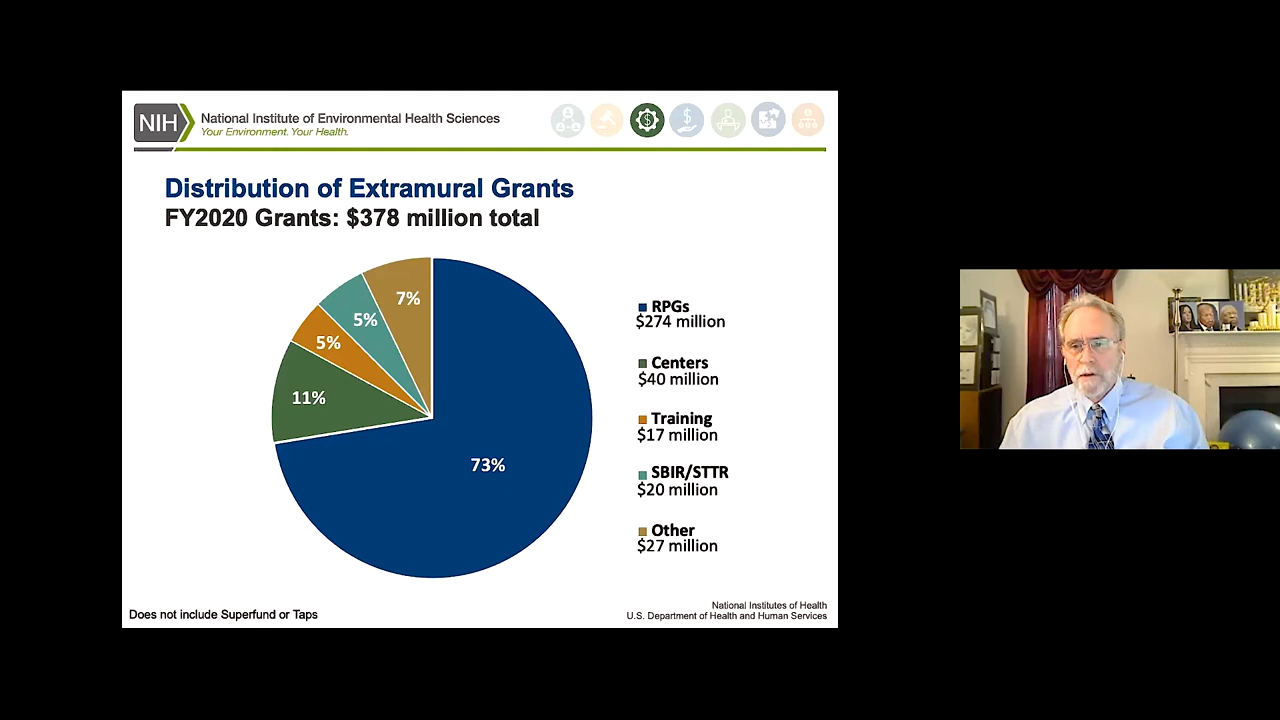 NIH
National Institute of Environmental Health Sciences
Your Environment. Your Health.
Distribution of Extramural Grants
FY2020 Grants: $378 million total
7%
5%
5%
11%
73%
RPGs
$274 million
Centers
$40 million
Training
$17 million
SBIR/STTR
$20 million
Other
$27 million
Does not include Superfund or Taps
National Institutes of Health
U.S. Department of Health and Human Services